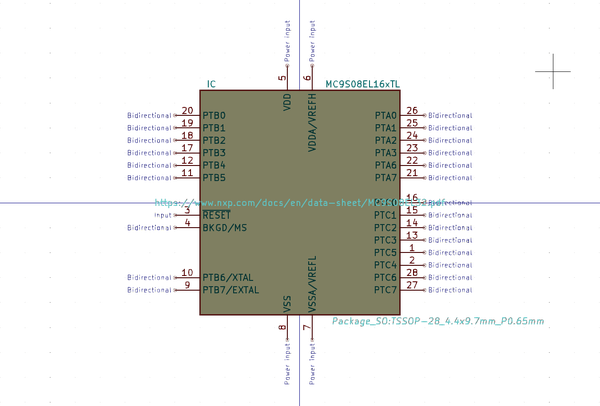 Power input Power input
5 6
IC MC9S08EL16xTL
VDD VDDA/VREFH
Bidirectional 20 PTB0 PTA0 26 Bidirectional
Bidirectional 19 PTB1 PTA1 25 Bidirectional
Bidirectional 18 PTB2 PTA2 24 Bidirectional
Bidirectional 17 PTB3 PTA3 23 Bidirectional
Bidirectional 12 PTB4 PTA6 22 Bidirectional
Bidirectional 11 PTB5 PTA7 21 Bidirectional
https://www.nxp.com/docs/en/data-sheet/ 16 Bidirectional
Input 3 RESET PTC1 15 Bidirectional
Bidirectional 4 BKGD/MS PTC2 14 Bidirectional
PTC3 13 Bidirectional
PTC5 1 Bidirectional
PTC4 2 Bidirectional
Bidirectional 10 PTB6/XTAL PTC6 28 Bidirectional
Bidirectional 9 PTB7/EXTAL PTC7 27 Bidirectional
VSS VSSA/VREFL
Package_SO:TSSOP-28_4.4x9.7mm_P0.65mm
8 7
Power input Power input